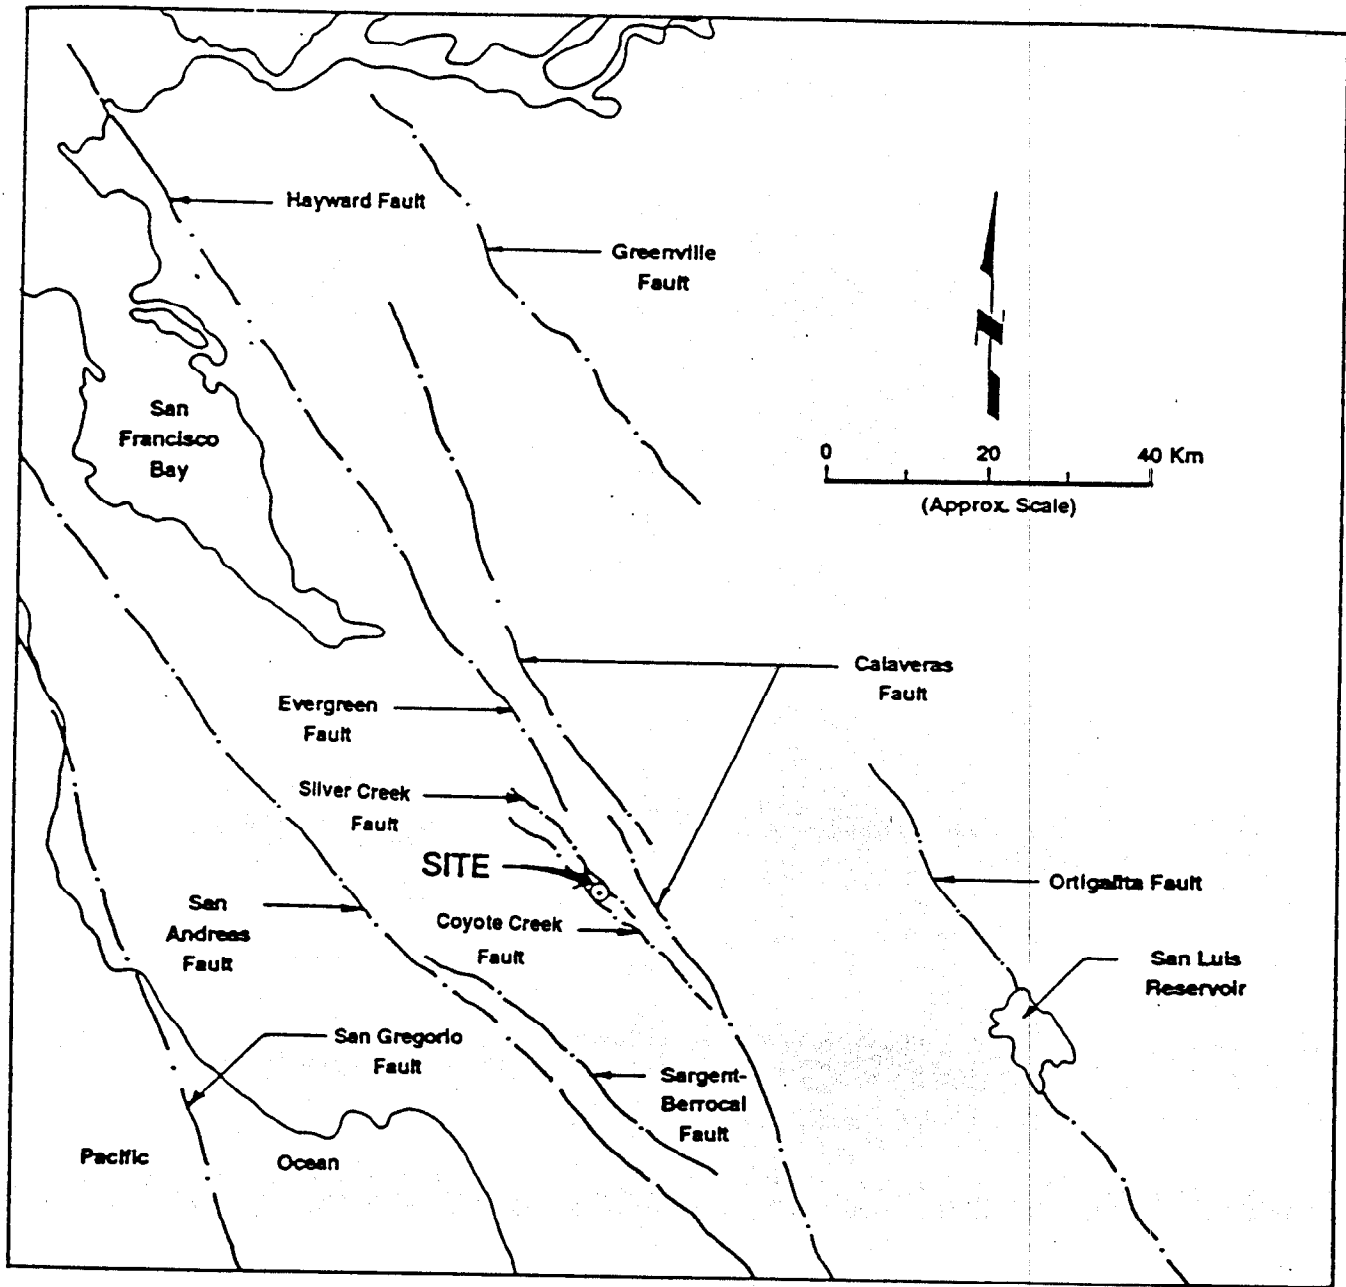 Hayward Fault
Greenville
Fault
N
San
Francisco
Bay
0 20 40 Km
(Approx. Scale)
Calaveras
Fault
Evergreen
Fault
Silver Creek
Fault
SITE
Ortigalita Fault
San
Andreas
Fault
Coyote Creek
Fault
San Luis
Reservoir
San Gregorio
Fault
Sargent-
Berrocal
Fault
Pacific Ocean